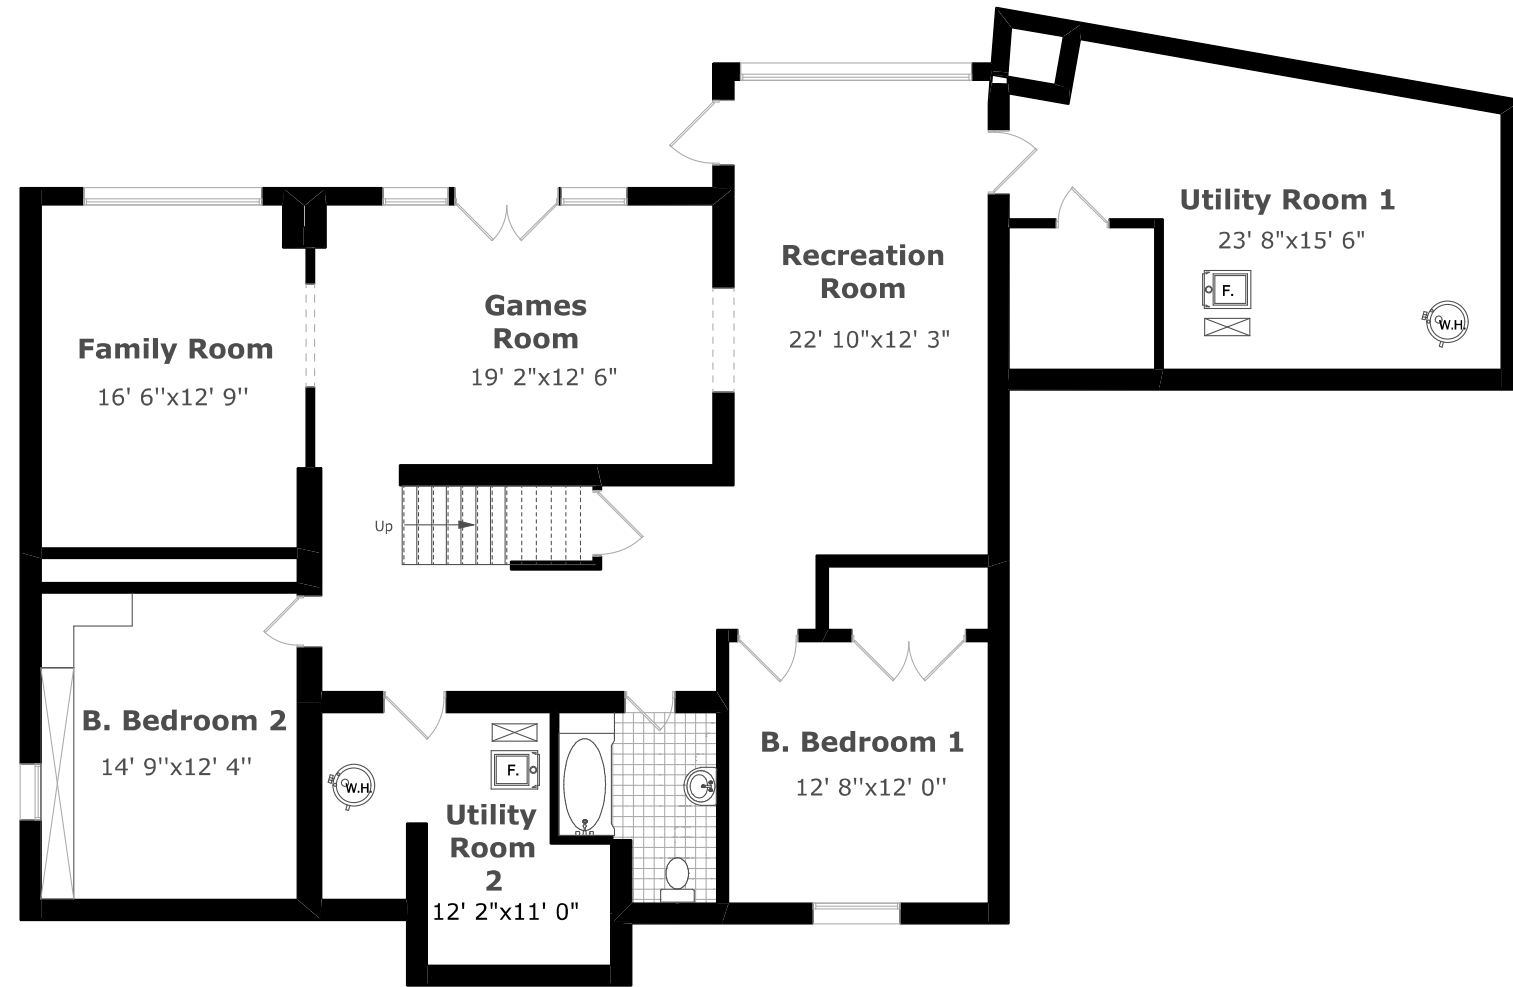 Utility Room 1
23' 8"x15' 6"
F.
W.H.
Recreation
Room
22' 10"x12' 3"
Games
Room
19' 2"x12' 6"
Family Room
16' 6''x12' 9''
Up
B. Bedroom 2
14' 9''x12' 4''
W.H.
F.
Utility
Room
2
12' 2"x11' 0"
B. Bedroom 1
12' 8''x12' 0''